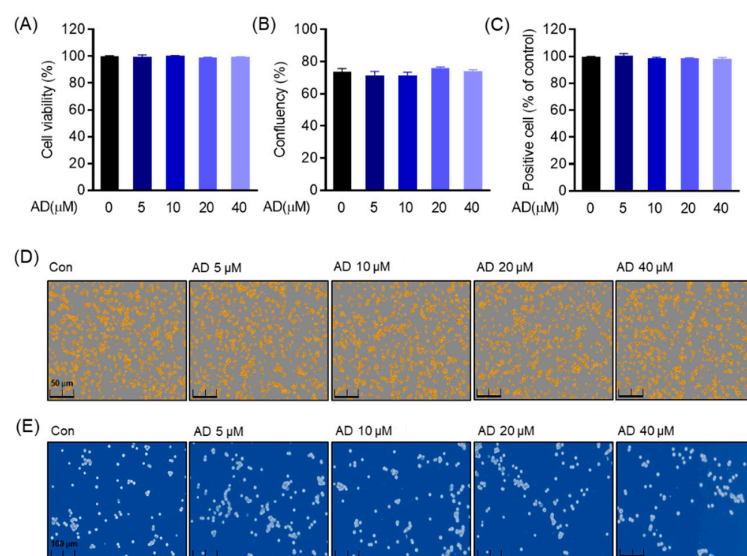 (A)
Cell viability (%)
120
100
80
60
40
20
0
AD(μM) 0 5 10 20 40
(B)
Confluency (%)
100
80
60
40
20
0
AD(μM) 0 5 10 20 40
(C)
Positive cell (% of control)
120
100
80
60
40
20
0
AD(μM) 0 5 10 20 40
(D)
Con AD 5 μM AD 10 μM AD 20 μM AD 40 μM
50 μm
(E)
Con AD 5 μM AD 10 μM AD 20 μM AD 40 μM